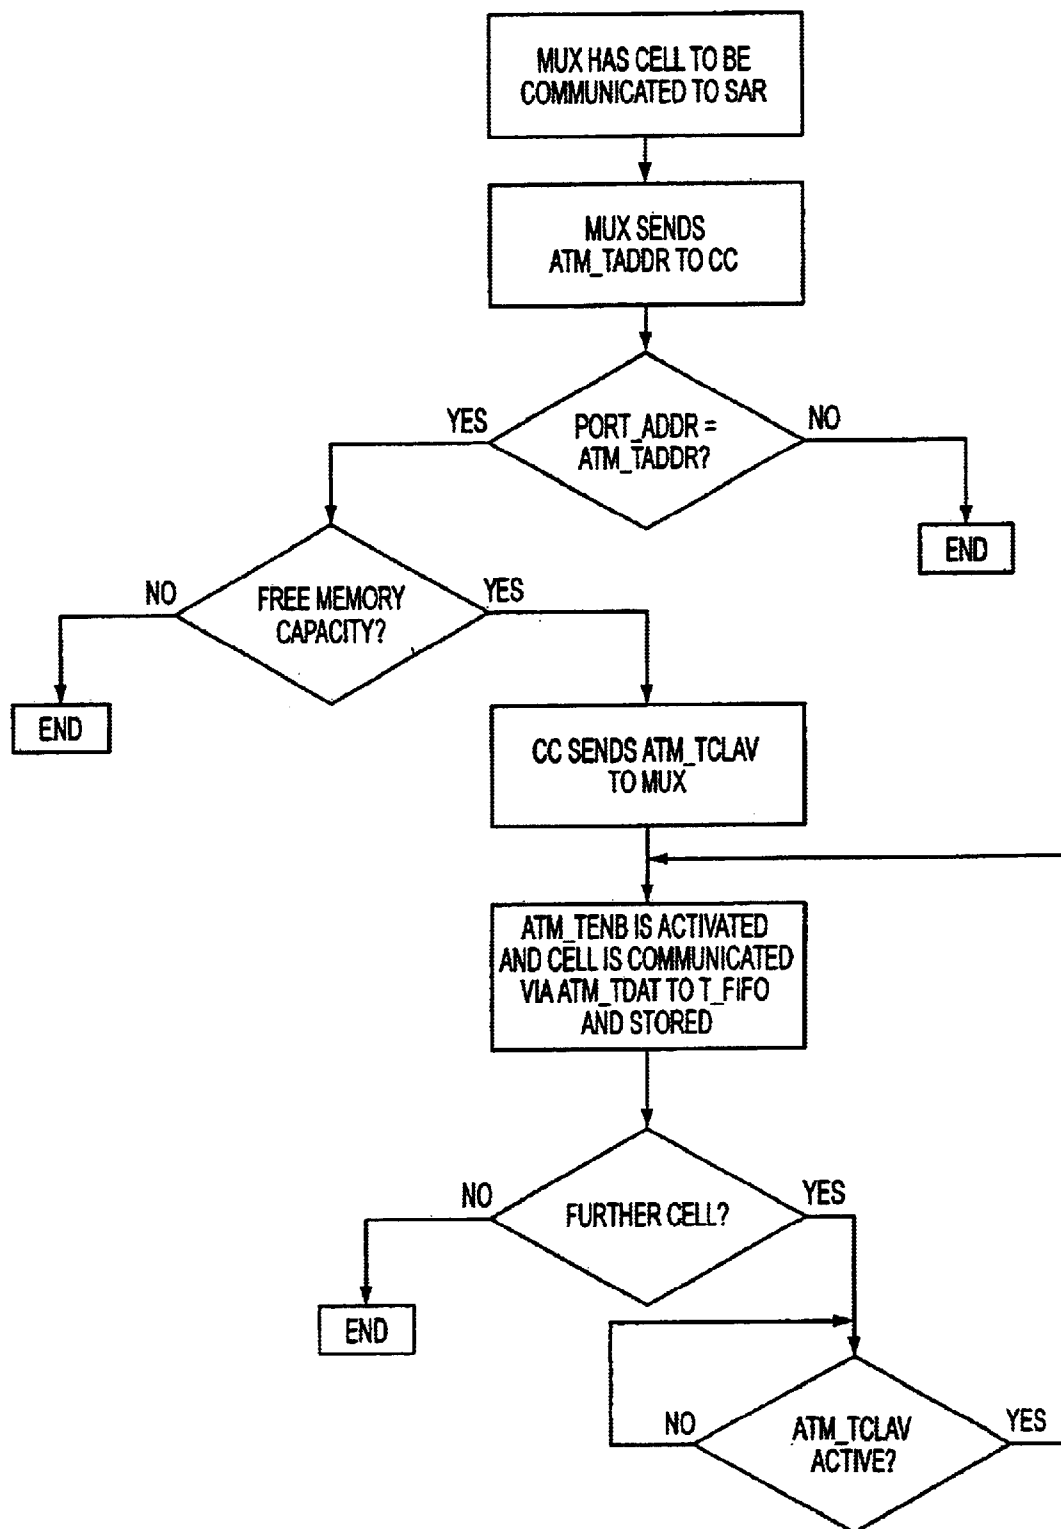 MUX HAS CELL TO BE
COMMUNICATED TO SAR
MUX SENDS
ATM_TADDR TO CC
YES
PORT_ADDR =
ATM_TADDR?
NO
END
NO
FREE MEMORY
CAPACITY?
YES
END
CC SENDS ATM_TCLAV
TO MUX
ATM_TENB IS ACTIVATED
AND CELL IS COMMUNICATED
VIA ATM_TDAT TO T_FIFO
AND STORED
NO
FURTHER CELL?
YES
END
NO
ATM_TCLAV
ACTIVE?
YES